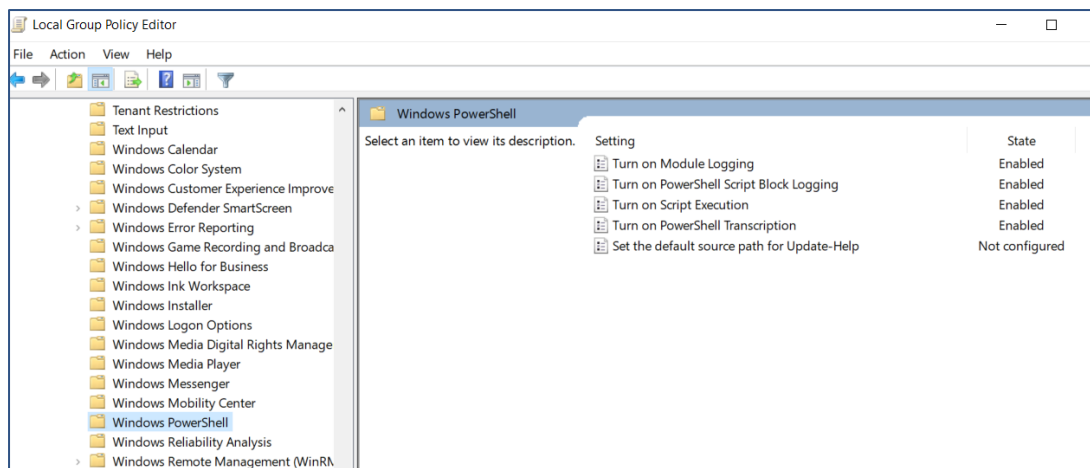 Local Group Policy Editor
File Action View Help
Tenant Restrictions
Text Input
Windows Calendar
Windows Color System
Windows Customer Experience Improve
Windows Defender SmartScreen
Windows Error Reporting
Windows Game Recording and Broadca
Windows Hello for Business
Windows Ink Workspace
Windows Installer
Windows Logon Options
Windows Media Digital Rights Manage
Windows Media Player
Windows Messenger
Windows Mobility Center
Windows PowerShell
Windows Reliability Analysis
Windows Remote Management (WinRM
Windows PowerShell
Select an item to view its description.
Setting State
Turn on Module Logging Enabled
Turn on PowerShell Script Block Logging Enabled
Turn on Script Execution Enabled
Turn on PowerShell Transcription Enabled
Set the default source path for Update-Help Not configured